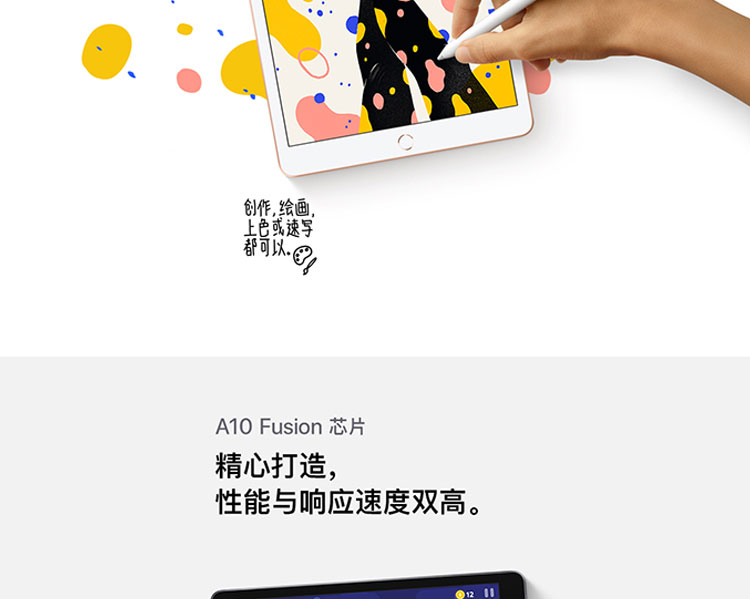 创作，绘画，
上色或速写
都可以。
A10 Fusion 芯片
精心打造，
性能与响应速度双高。
12